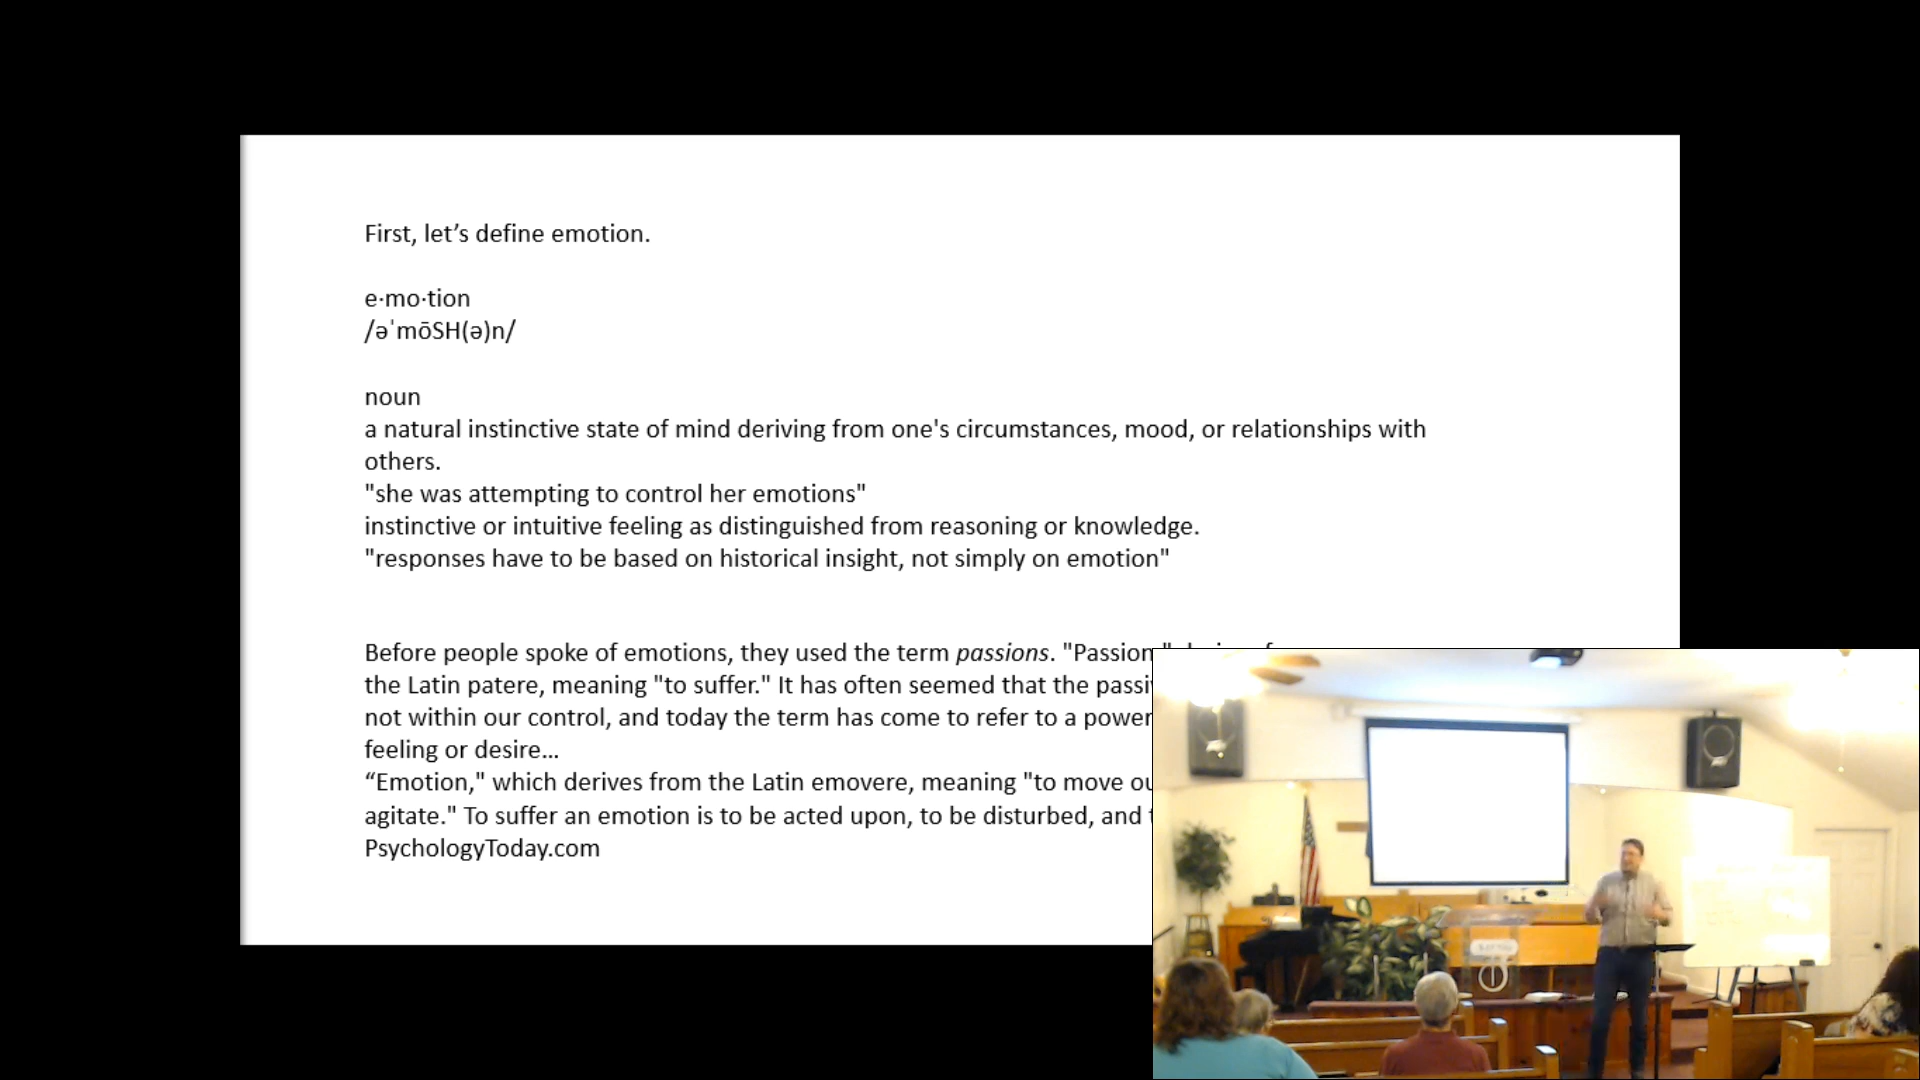 First, let’s define emotion.
e·mo·tion
/əˈmōSH(ə)n/
noun
a natural instinctive state of mind deriving from one's circumstances, mood, or relationships with
others.
"she was attempting to control her emotions"
instinctive or intuitive feeling as distinguished from reasoning or knowledge.
"responses have to be based on historical insight, not simply on emotion"
Before people spoke of emotions, they used the term passions. "Passion"
the Latin patere, meaning "to suffer." It has often seemed that the
not within our control, and today the term has come to refer to a
feeling or desire…
“Emotion," which derives from the Latin emovere, meaning "to move
agitate." To suffer an emotion is to be acted upon, to be disturbed, and
PsychologyToday.com